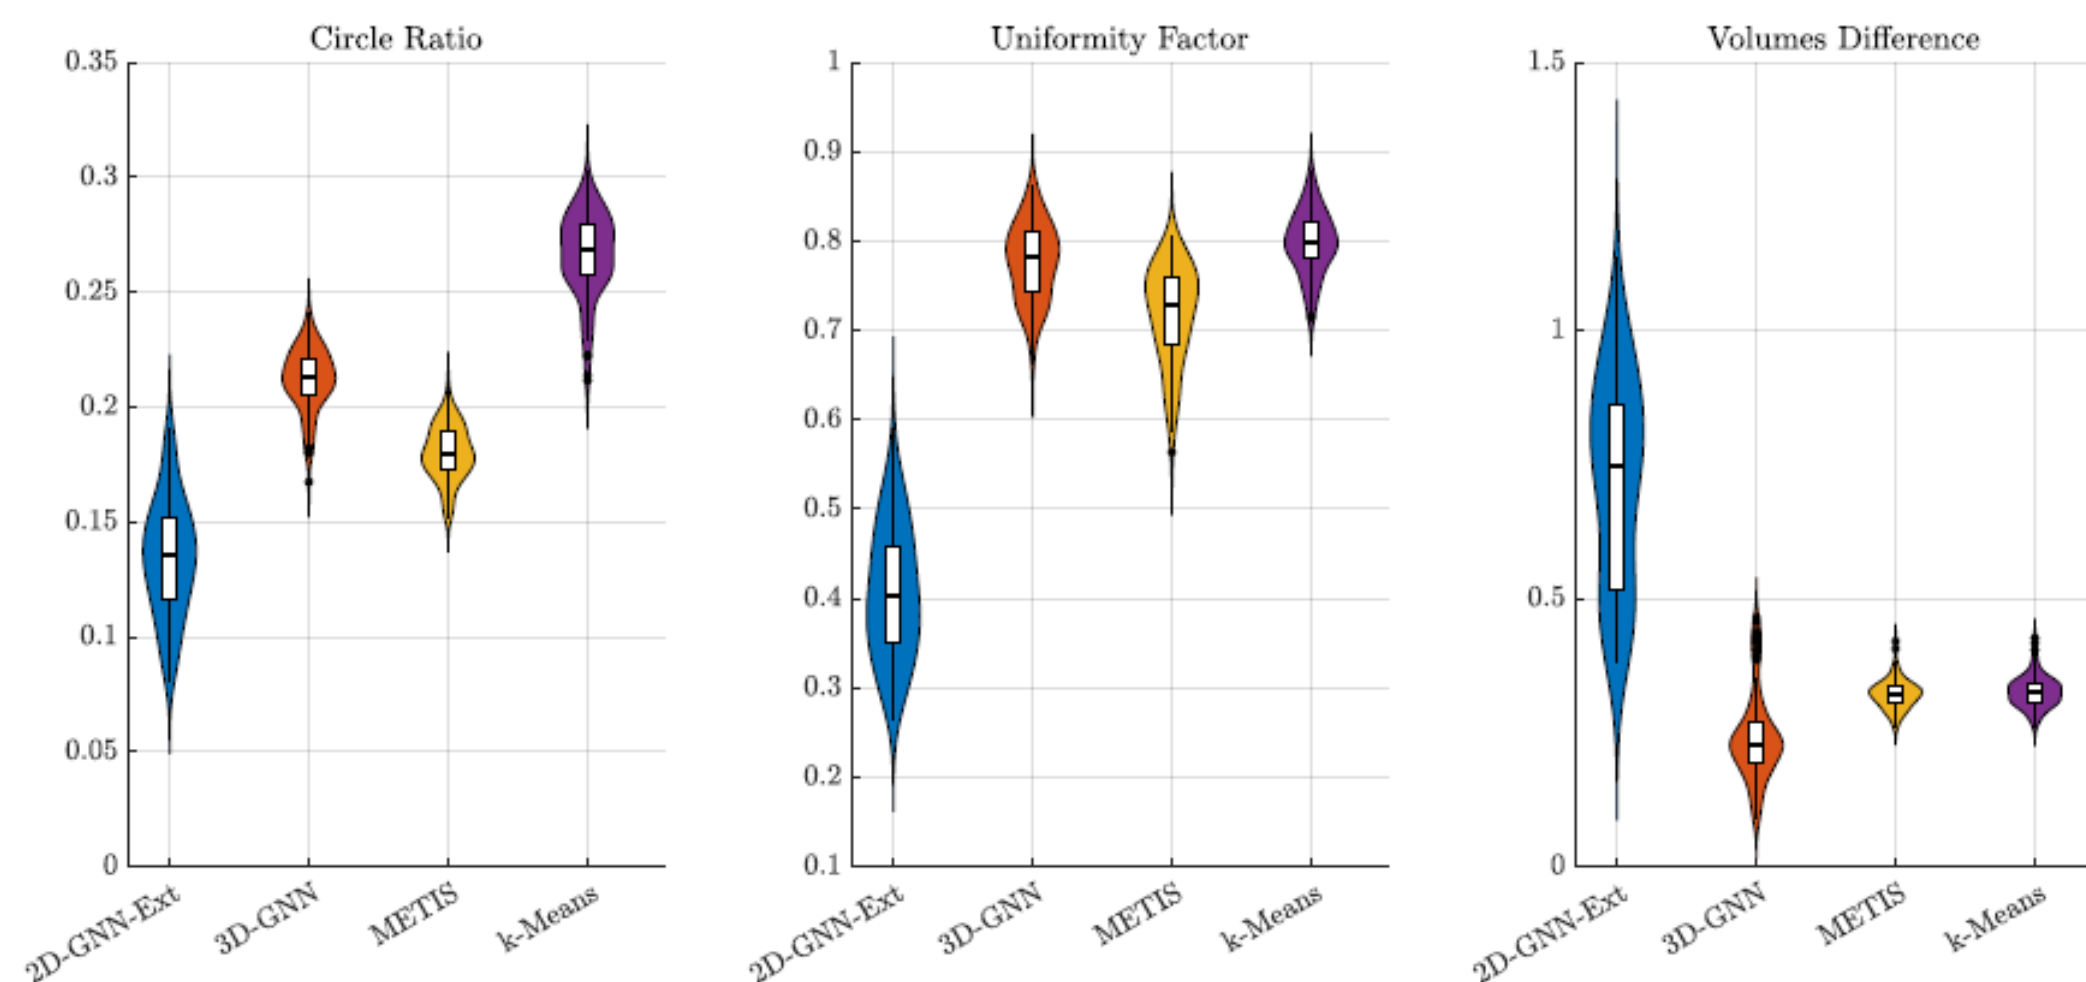 Circle Ratio
0.35
0.3
0.25
0.2
0.15
0.1
0.05
0
2D-GNN-Ext
3D-GNN
METIS
k-Means
Uniformity Factor
1
0.9
0.8
0.7
0.6
0.5
0.4
0.3
0.2
0.1
2D-GNN-Ext
3D-GNN
METIS
k-Means
Volumes Difference
1.5
1
0.5
0
2D-GNN-Ext
3D-GNN
METIS
k-Means